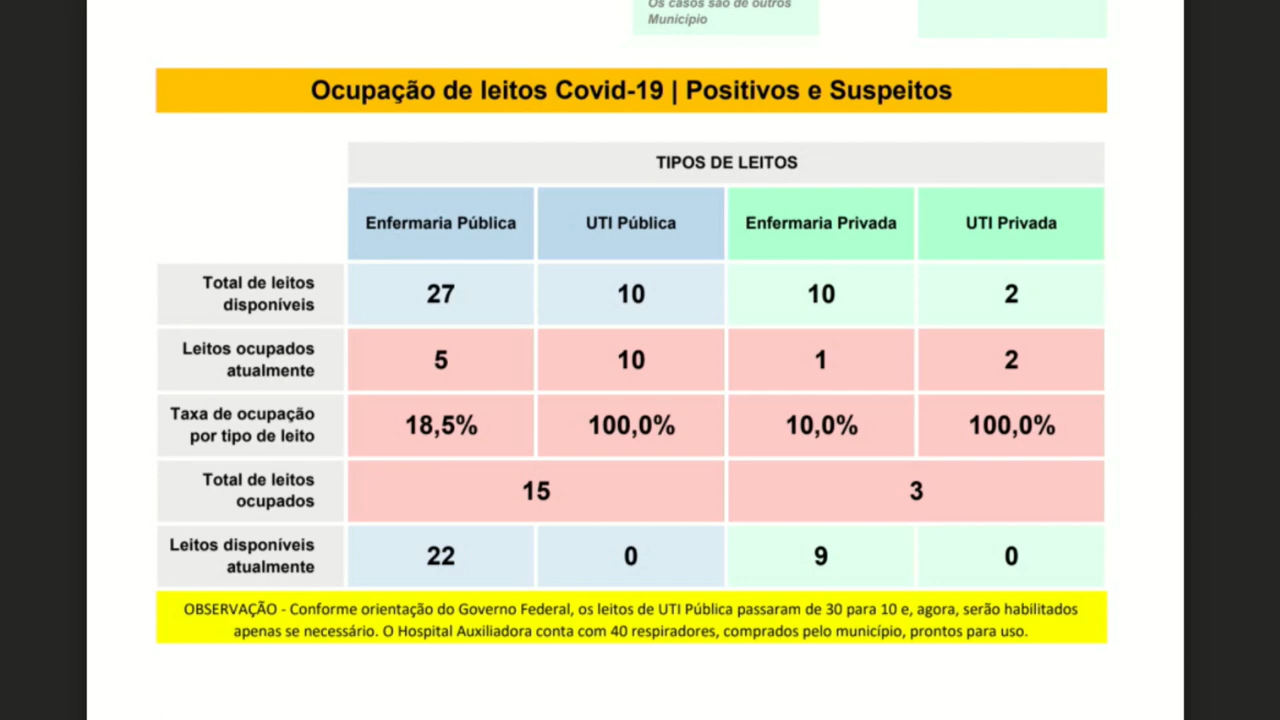 Os casos são de outros
Município
Ocupação de leitos Covid-19 | Positivos e Suspeitos
TIPOS DE LEITOS
Enfermaria Pública UTI Pública Enfermaria Privada UTI Privada
Total de leitos
disponíveis
27 10 10 2
Leitos ocupados
atualmente
5 10 1 2
Taxa de ocupação
por tipo de leito
18,5% 100,0% 10,0% 100,0%
Total de leitos
ocupados
15 3
Leitos disponíveis
atualmente
22 0 9 0
OBSERVAÇÃO - Conforme orientação do Governo Federal, os leitos de UTI Pública passaram de 30 para 10 e, agora, serão habilitados
apenas se necessário. O Hospital Auxiliadora conta com 40 respiradores, comprados pelo município, prontos para uso.